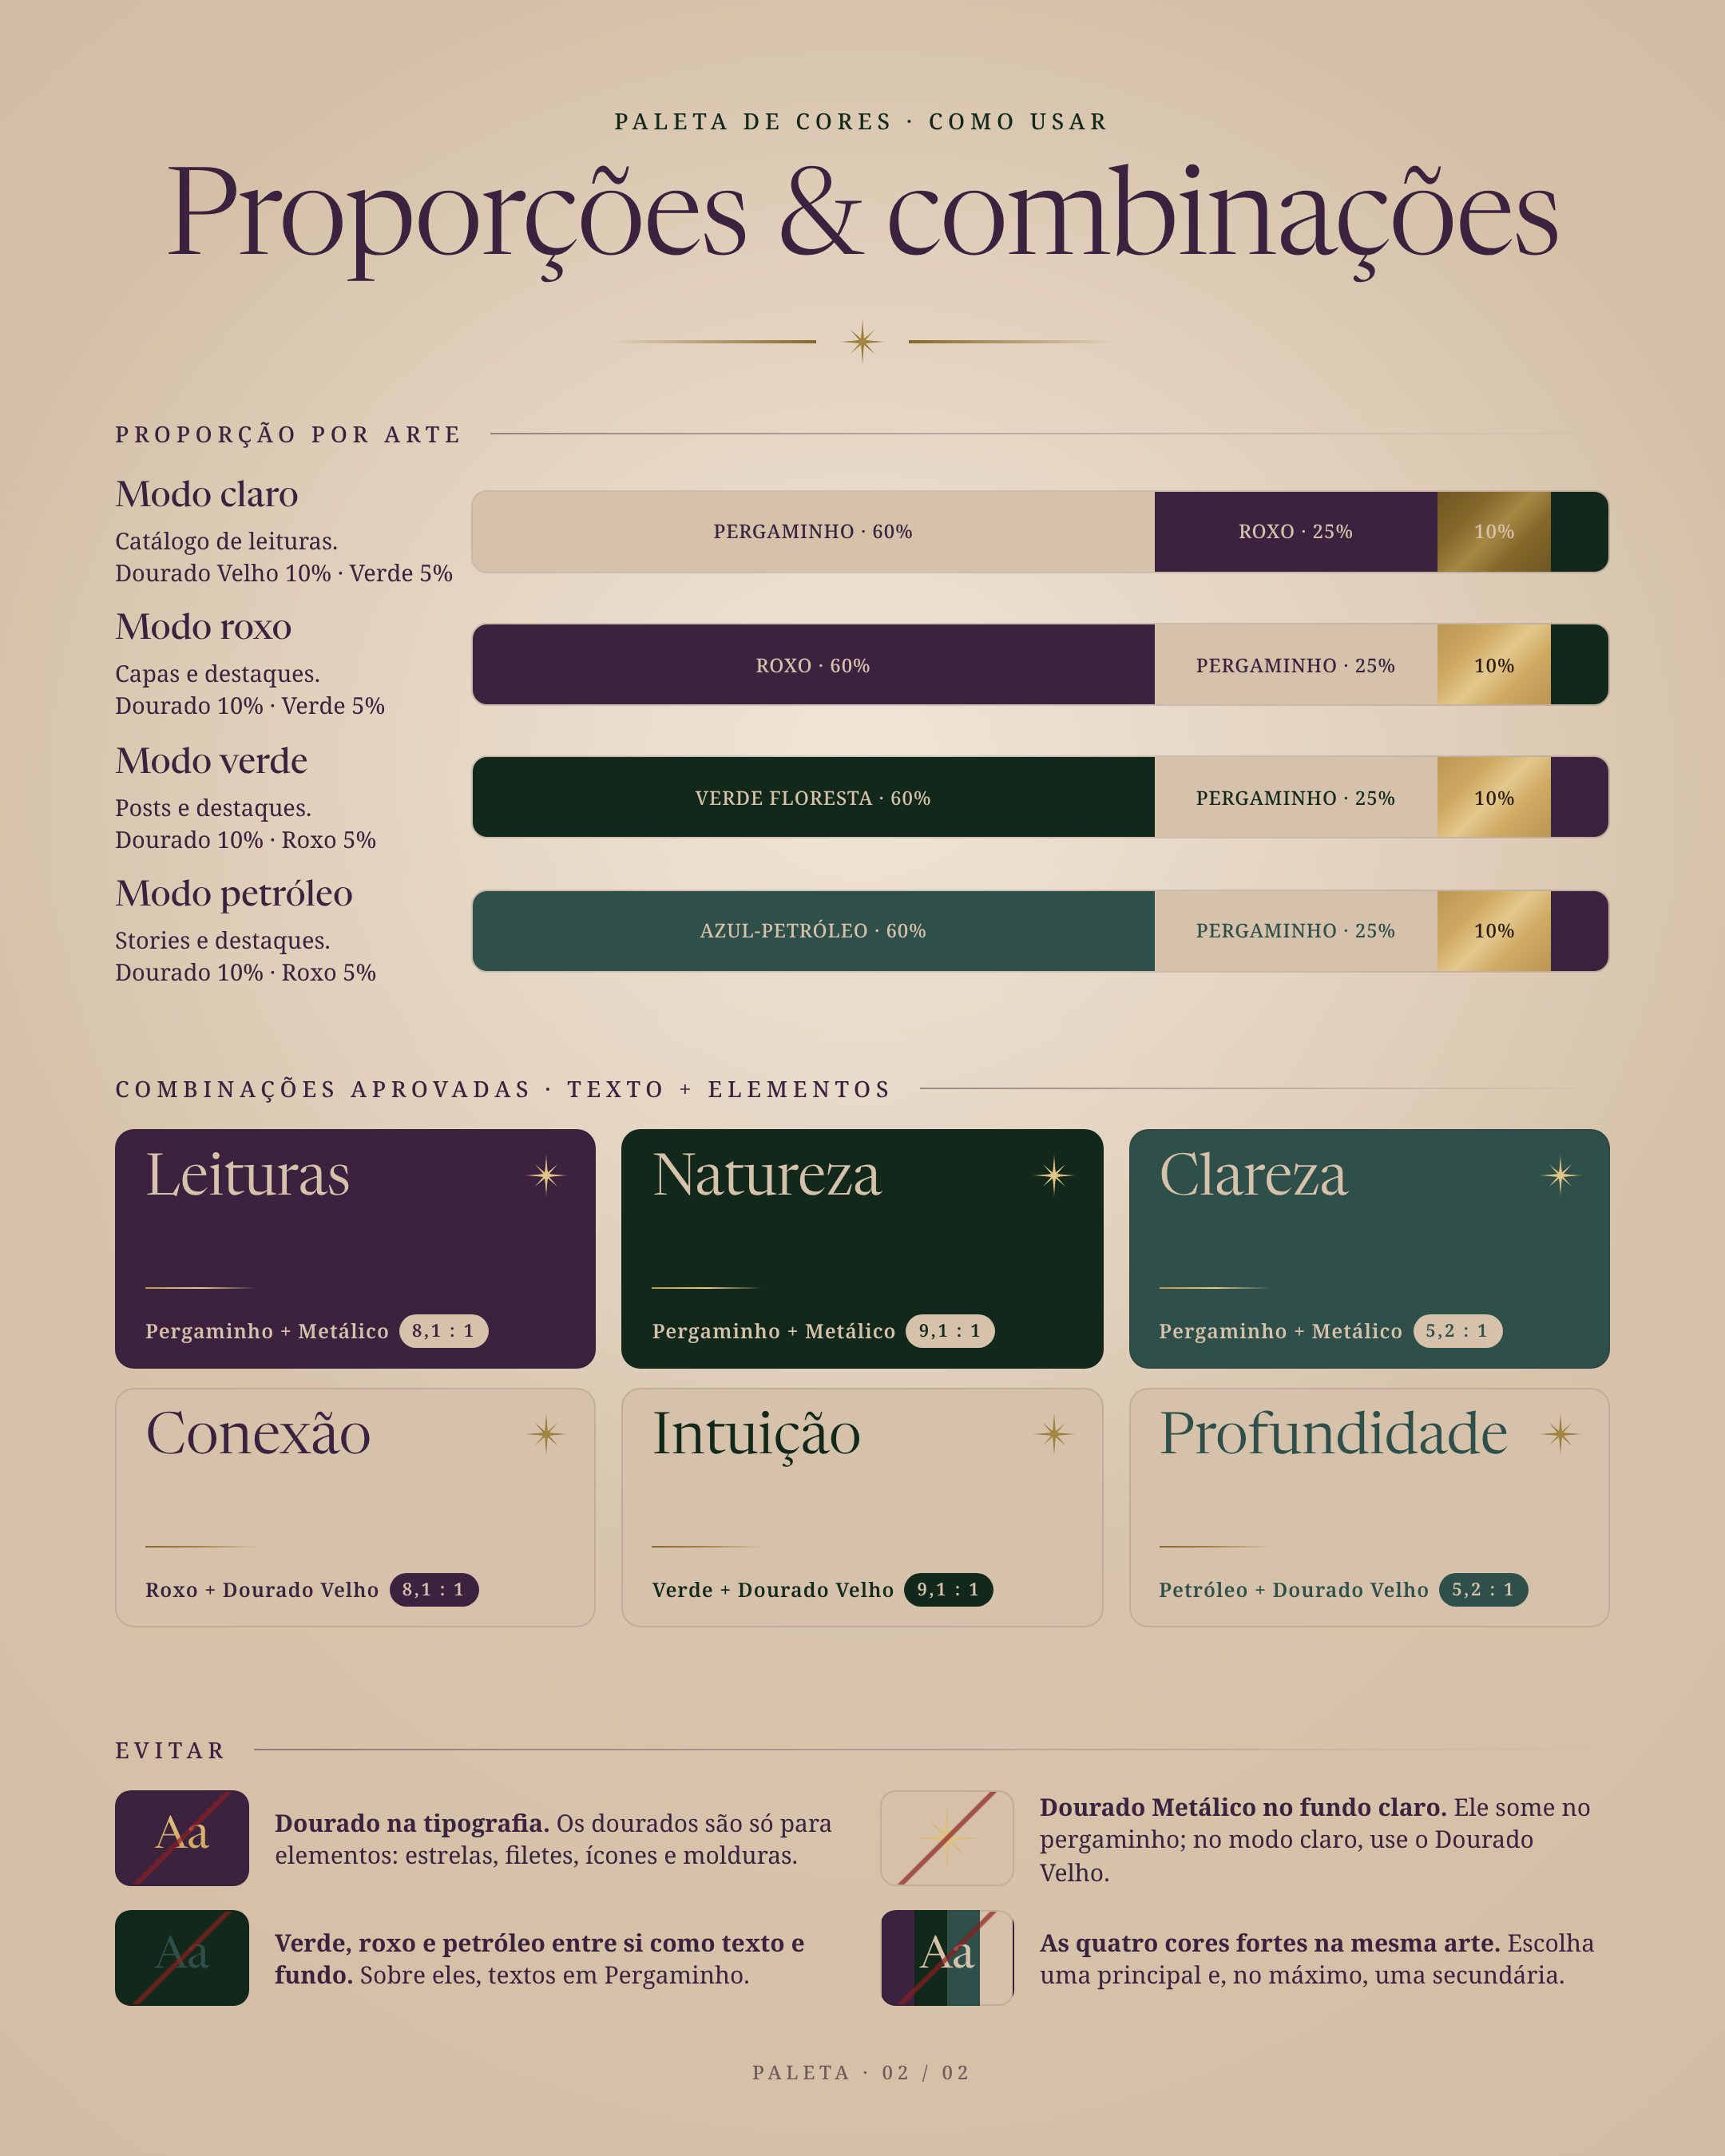 PALETA DE CORES · COMO USAR
Proporções & combinações
PROPORÇÃO POR ARTE
Modo claro
Catálogo de leituras.
Dourado Velho 10% · Verde 5%
PERGAMINHO · 60%
ROXO · 25%
10%
Modo roxo
Capas e destaques.
Dourado 10% · Verde 5%
ROXO · 60%
PERGAMINHO · 25%
10%
Modo verde
Posts e destaques.
Dourado 10% · Roxo 5%
VERDE FLORESTA · 60%
PERGAMINHO · 25%
10%
Modo petróleo
Stories e destaques.
Dourado 10% · Roxo 5%
AZUL-PETRÓLEO · 60%
PERGAMINHO · 25%
10%
COMBINAÇÕES APROVADAS · TEXTO + ELEMENTOS
Leituras
Pergaminho + Metálico 8,1 : 1
Natureza
Pergaminho + Metálico 9,1 : 1
Clareza
Pergaminho + Metálico 5,2 : 1
Conexão
Roxo + Dourado Velho 8,1 : 1
Intuição
Verde + Dourado Velho 9,1 : 1
Profundidade
Petróleo + Dourado Velho 5,2 : 1
EVITAR
Aa
Dourado na tipografia. Os dourados são só para
elementos: estrelas, filetes, ícones e molduras.
Dourado Metálico no fundo claro. Ele some no
pergaminho; no modo claro, use o Dourado
Velho.
Aa
Verde, roxo e petróleo entre si como texto e
fundo. Sobre eles, textos em Pergaminho.
Aa
As quatro cores fortes na mesma arte. Escolha
uma principal e, no máximo, uma secundária.
PALETA · 02 / 02